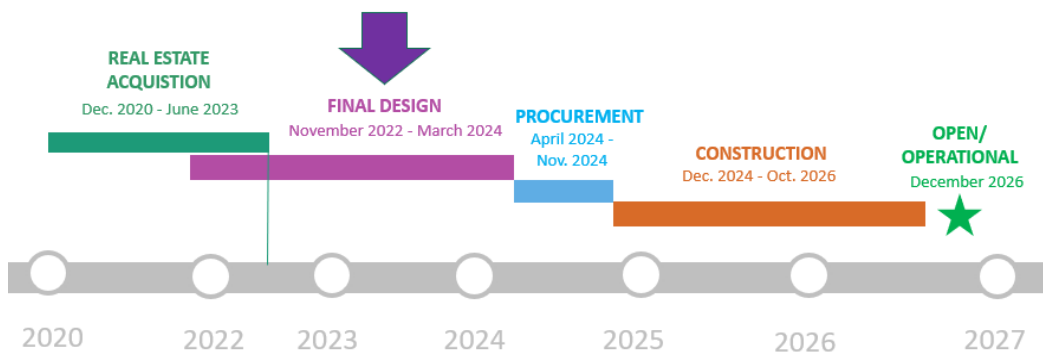 REAL ESTATE
ACQUISTION
Dec. 2020 - June 2023
FINAL DESIGN
November 2022 - March 2024
PROCUREMENT
April 2024 -
Nov. 2024
CONSTRUCTION
Dec. 2024 - Oct. 2026
OPEN/
OPERATIONAL
December 2026
2020
2022
2023
2024
2025
2026
2027